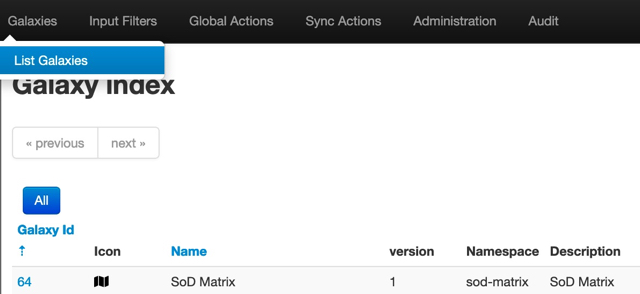 Galaxies Input Filters Global Actions Sync Actions Administration Audit
List Galaxies
Galaxy Index
« previous next »
All
Galaxy Id
↑ Icon Name version Namespace Description
64 SoD Matrix 1 sod-matrix SoD Matrix